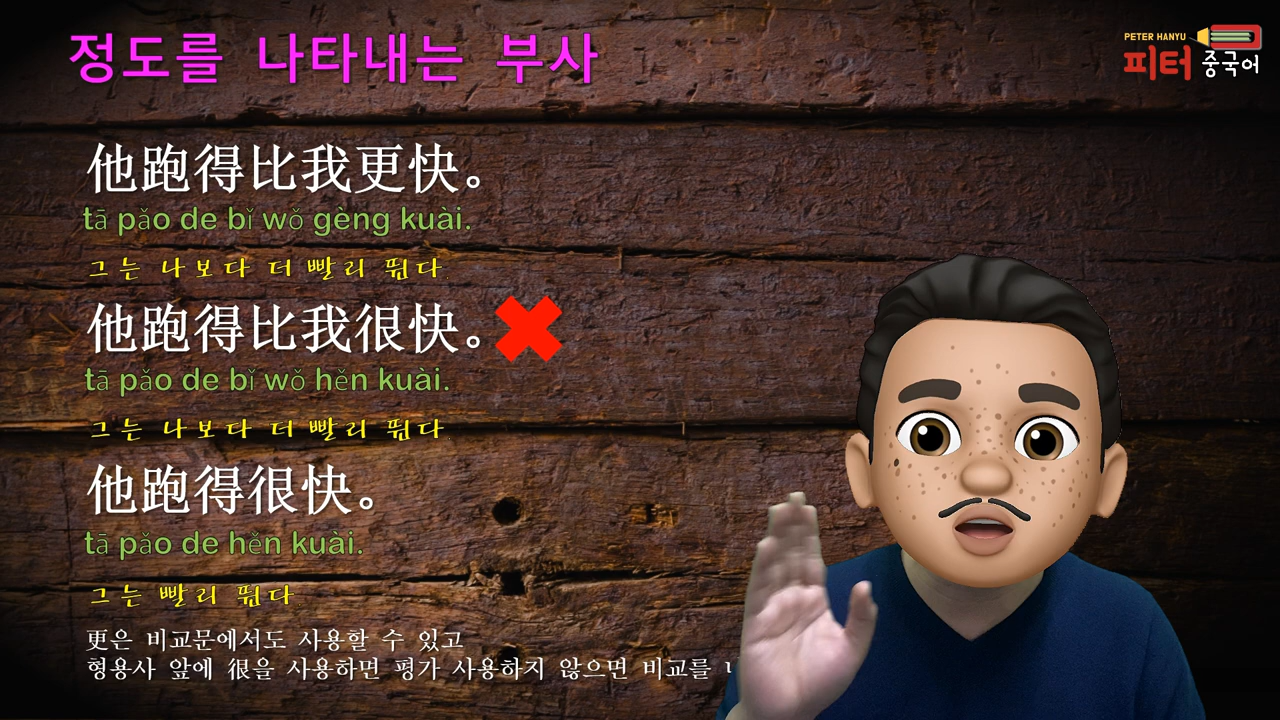 정도를 나타내는 부사
PETER HANYU
피터 중국어
他跑得比我更快。
tā pǎo de bǐ wǒ gèng kuài.
그는 나보다 더 빨리 뜁다
他跑得比我很快。
tā pǎo de bǐ wǒ hěn kuài.
그는 나보다 더 빨리 뜁다
他跑得很快。
tā pǎo de hěn kuài.
그는 빨리 뜁다
更은 비교문에서도 사용할 수 있고
형용사 앞에 很을 사용하면 평가 사용하지 않으면 비교를